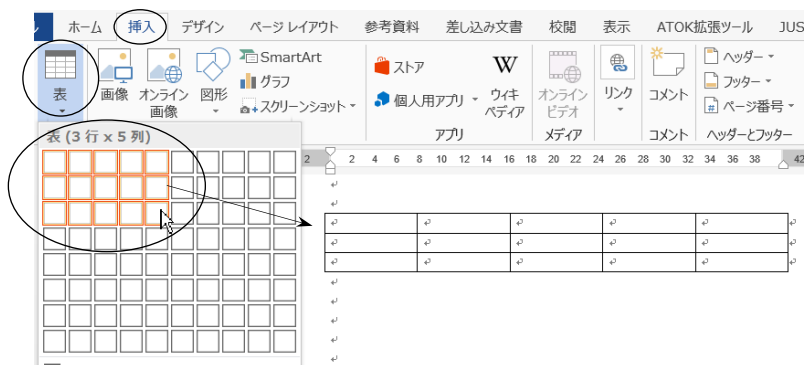 ル ホーム 挿入 デザイン ページ レイアウト 参考資料 差し込み文書 校閲 表示 ATOK拡張ツール JUS
表
画像
オンライン
画像
図形
SmartArt
グラフ
スクリーンショット
ストア
個人用アプリ
W
ウィキ
ペディア
アプリ
オンライン
ビデオ
メディア
リンク
コメント
コメント
ヘッダー
フッター
# ページ番号
ヘッダーとフッター
表 (3 行 x 5 列)
2 2 4 6 8 10 12 14 16 18 20 22 24 26 28 30 32 34 36 38 42